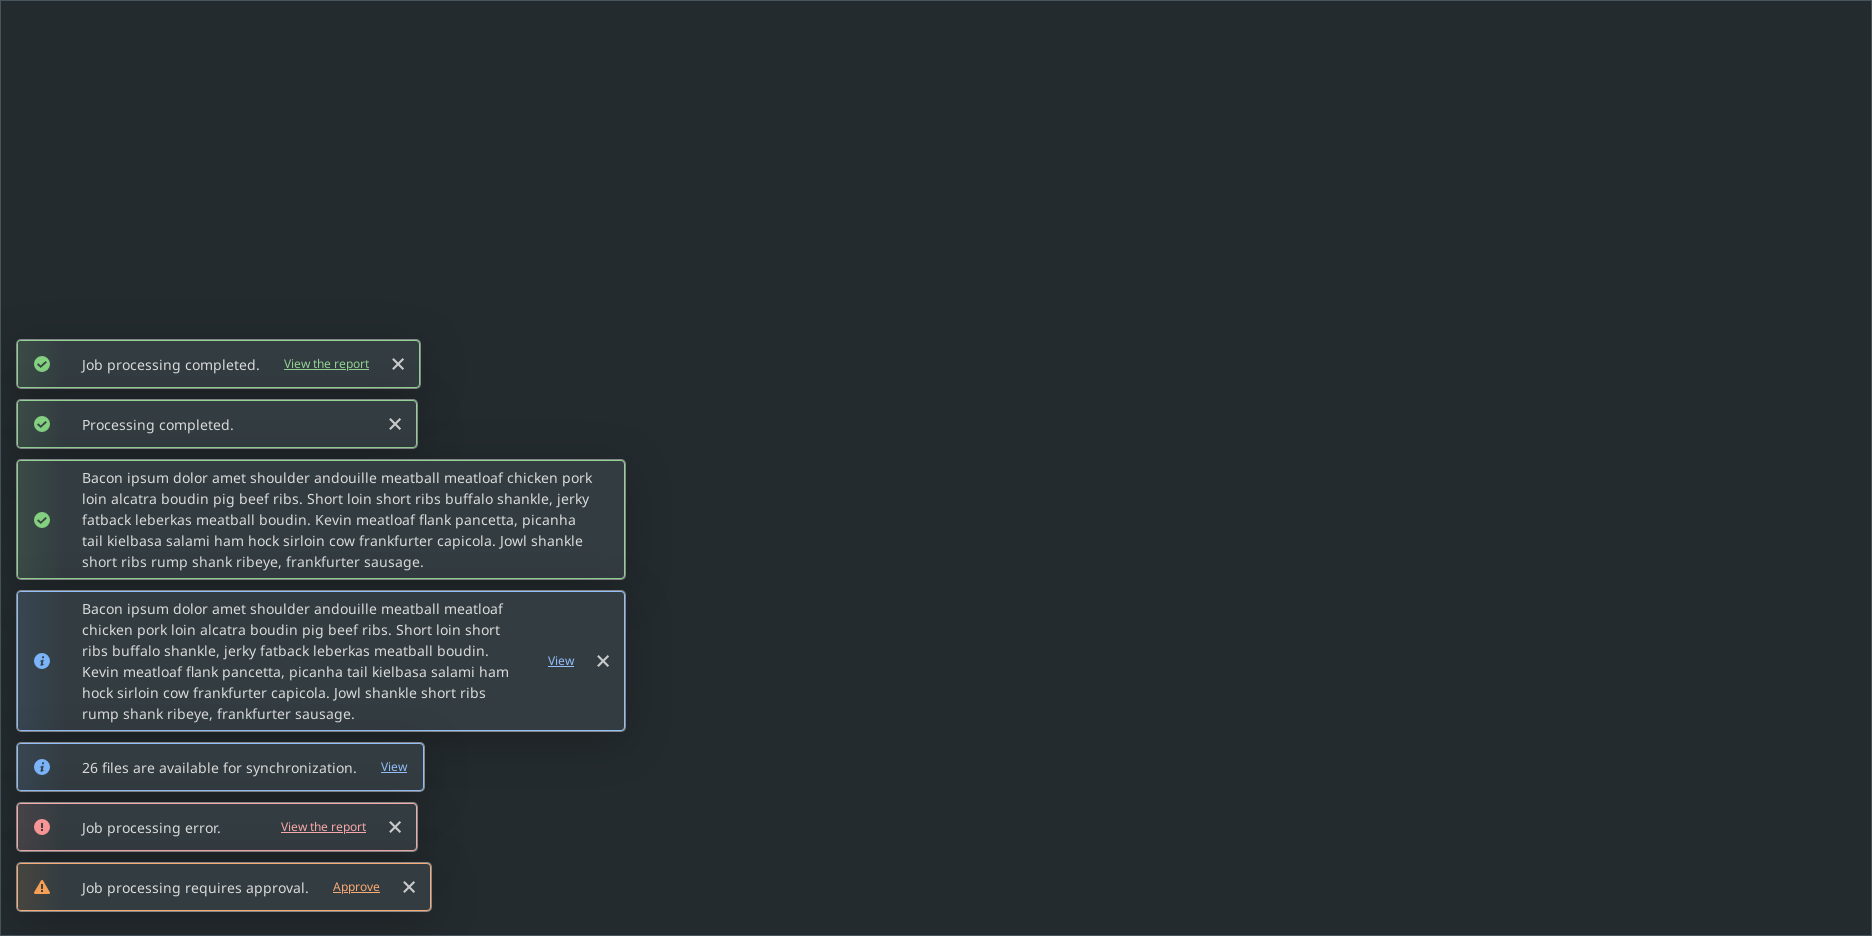 Job processing completed. View the report
Processing completed.
Bacon ipsum dolor amet shoulder andouille meatball meatloaf chicken pork
loin alcatra boudin pig beef ribs. Short loin short ribs buffalo shankle, jerky
fatback leberkas meatball boudin. Kevin meatloaf flank pancetta, picanha
tail kielbasa salami ham hock sirloin cow frankfurter capicola. Jowl shankle
short ribs rump shank ribeye, frankfurter sausage.
Bacon ipsum dolor amet shoulder andouille meatball meatloaf
chicken pork loin alcatra boudin pig beef ribs. Short loin short
ribs buffalo shankle, jerky fatback leberkas meatball boudin.
Kevin meatloaf flank pancetta, picanha tail kielbasa salami ham
hock sirloin cow frankfurter capicola. Jowl shankle short ribs
rump shank ribeye, frankfurter sausage.
View
26 files are available for synchronization. View
Job processing error. View the report
Job processing requires approval. Approve